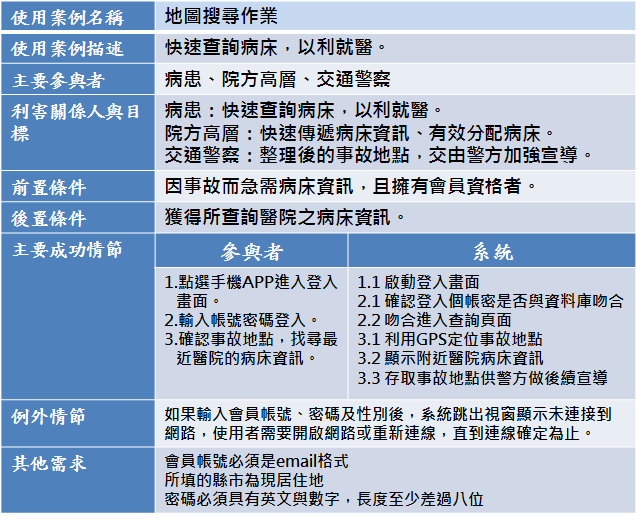 使用案例名稱 地圖搜尋作業
使用案例描述 快速查詢病床，以利就醫。
主要參與者 病患、院方高層、交通警察
利害關係人與目標
病患：快速查詢病床，以利就醫。
院方高層：快速傳遞病床資訊、有效分配病床。
交通警察：整理後的事故地點，交由警方加強宣導。
前置條件 因事故而急需病床資訊，且擁有會員資格者。
後置條件 獲得所查詢醫院之病床資訊。
主要成功情節 參與者 系統
1.點選手機APP進入登入
畫面。
2.輸入帳號密碼登入。
3.確認事故地點，找尋最
近醫院的病床資訊。
1.1 啟動登入畫面
2.1 確認登入個帳密是否與資料庫吻合
2.2 吻合進入查詢頁面
3.1 利用GPS定位事故地點
3.2 顯示附近醫院病床資訊
3.3 存取事故地點供警方做後續宣導
例外情節 如果輸入會員帳號、密碼及性別後，系統跳出視窗顯示未連接到
網路，使用者需要開啟網路或重新連線，直到連線確定為止。
其他需求 會員帳號必須是email格式
所填的縣市為現居住地
密碼必須具有英文與數字，長度至少差過八位